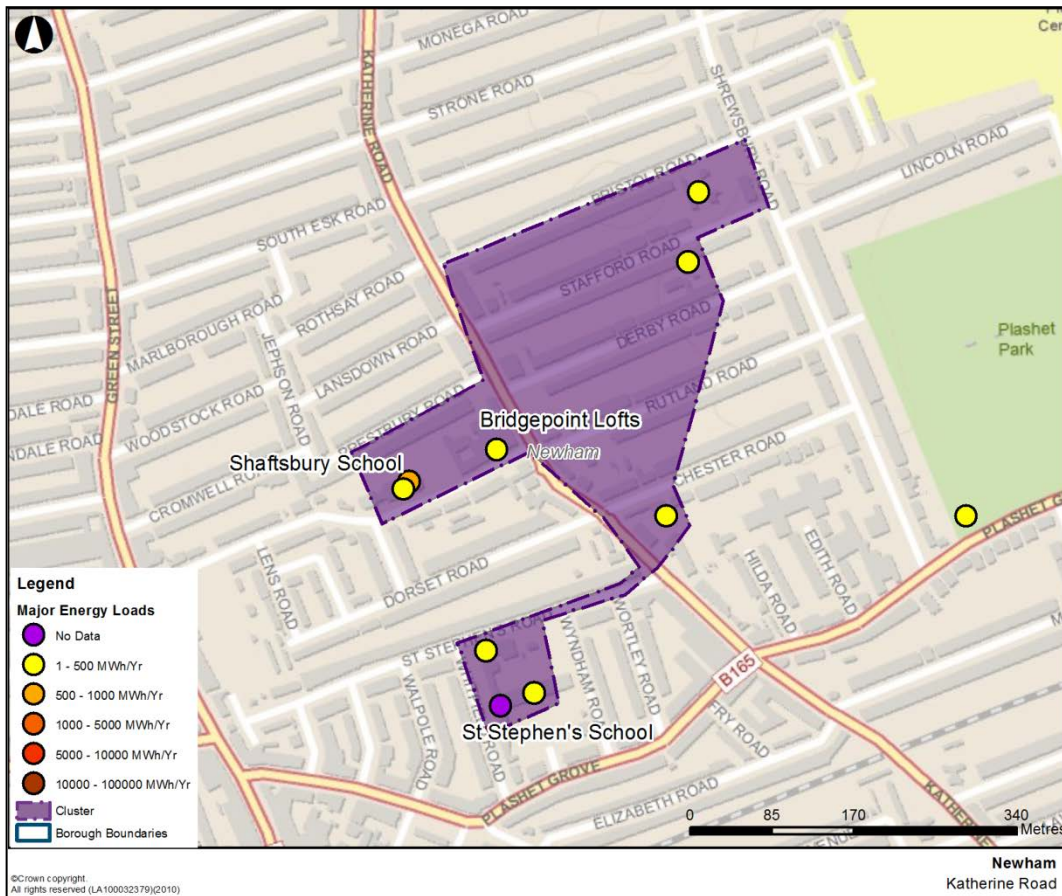 MONEGA ROAD
KATHERINE ROAD
STRONE ROAD
SHREWSBURY ROAD
LINCOLN ROAD
BRISTOL ROAD
SOUTH ESK ROAD
STAFFORD ROAD
ROTHSAY ROAD
MARLBOROUGH ROAD
GREEN STREET
JEPHSON ROAD
LANSDOWN ROAD
DERBY ROAD
Plashet
Park
WOODSTOCK ROAD
RUTLAND ROAD
Bridgepoint Lofts
Newham
Shaftsbury School
CROMWELL
CHESTER ROAD
PLASHET G
LENS ROAD
DORSET ROAD
HILDA ROAD
EDITH ROAD
ST STEPHEN'S ROAD
WORTLEY ROAD
WYNDHAM ROAD
WALPOLE ROAD
B165
St Stephen's School
FRY ROAD
PLASHET GROVE
ELIZABETH ROAD
KATHERINE
Legend
Major Energy Loads
No Data
1 - 500 MWh/Yr
500 - 1000 MWh/Yr
1000 - 5000 MWh/Yr
5000 - 10000 MWh/Yr
10000 - 100000 MWh/Yr
Cluster
Borough Boundaries
0 85 170 340
Metres
©Crown copyright.
All rights reserved (LA100032379)(2010)
Newham
Katherine Road